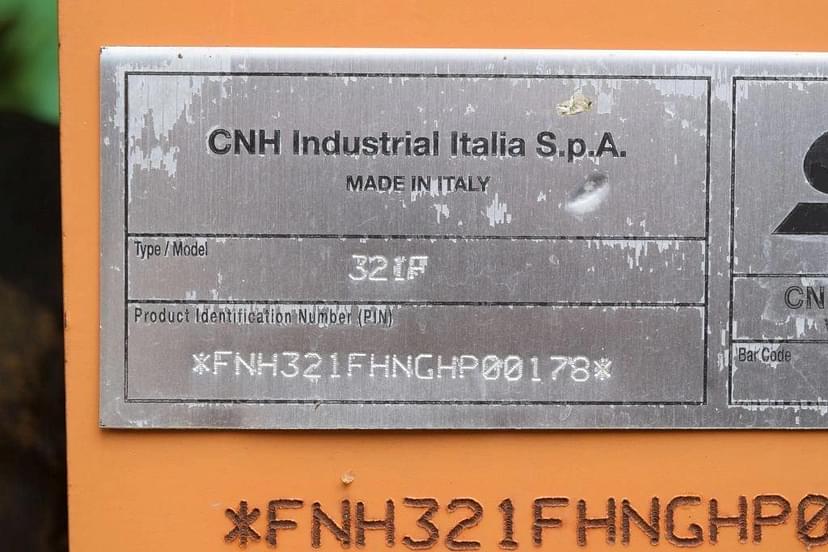 CNH Industrial Italia S.p.A.
MADE IN ITALY
Type / Model
321F
Product Identification Number (PIN)
*FNH321FHNGHP00178*
CN
Bar Code
*FNH321FHNGHP0